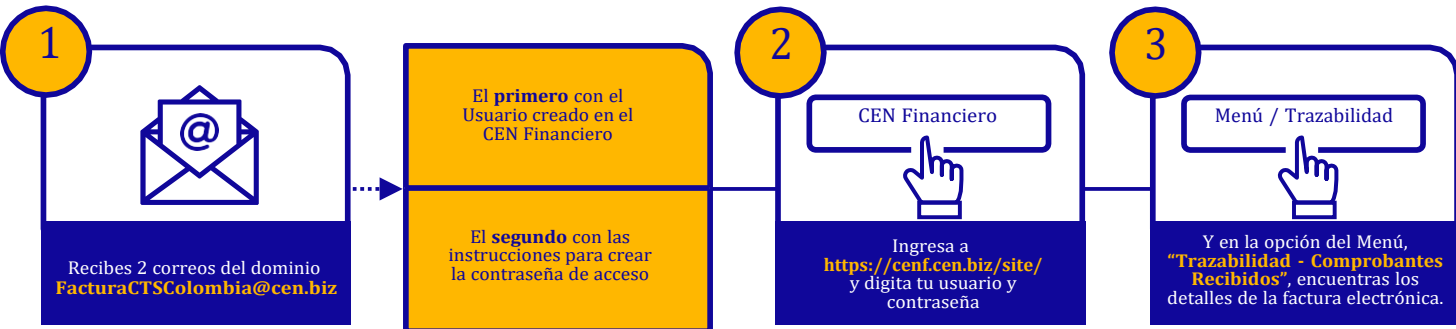 1
@
Recibes 2 correos del dominio
FacturaCTSColombia@cen.biz
El primero con el
Usuario creado en el
CEN Financiero
El segundo con las
instrucciones para crear
la contraseña de acceso
2
CEN Financiero
Ingresa a
https://cenf.cen.biz/site/
y digita tu usuario y
contraseña
3
Menú / Trazabilidad
Y en la opción del Menú,
“Trazabilidad - Comprobantes
Recibidos”, encuentras los
detalles de la factura electrónica.